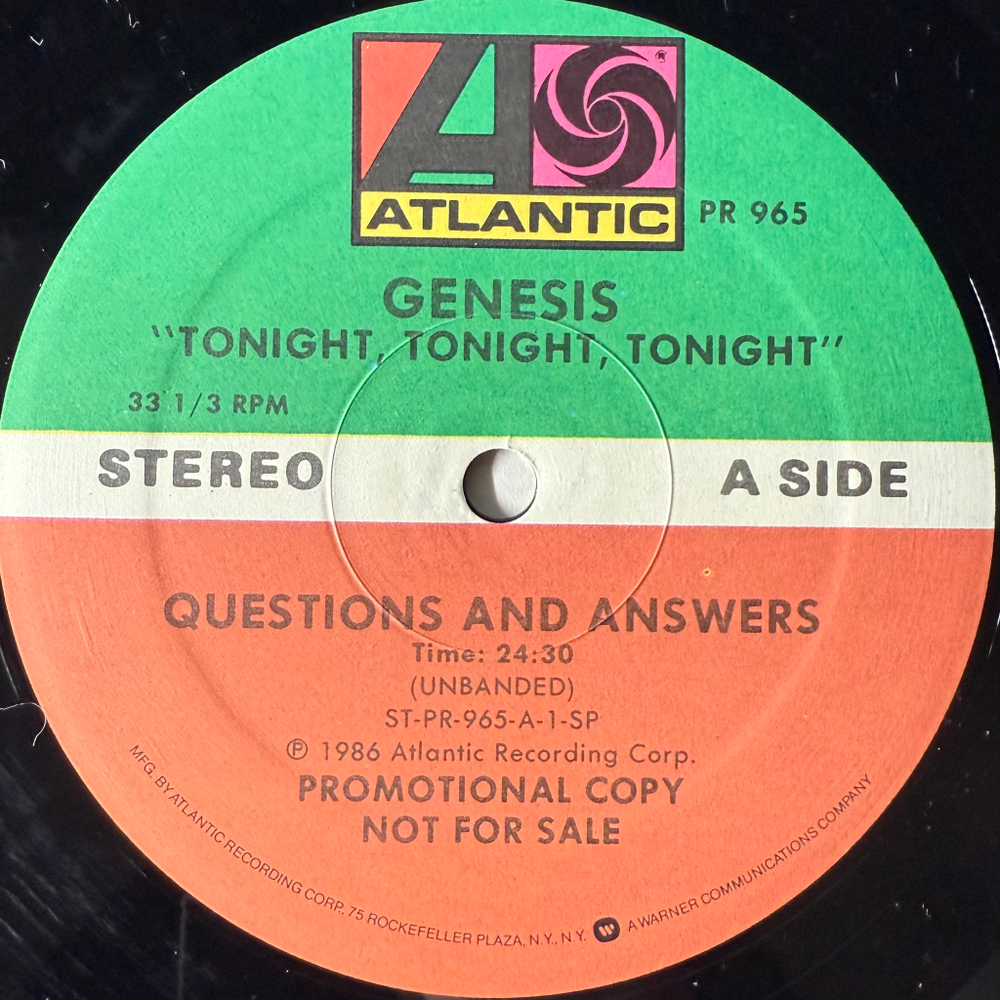 ®
ATLANTIC
PR 965
GENESIS
"TONIGHT, TONIGHT, TONIGHT"
33 1/3 RPM
STEREO
A SIDE
QUESTIONS AND ANSWERS
Time: 24:30
(UNBANDED)
ST-PR-965-A-1-SP
℗ 1986 Atlantic Recording Corp.
PROMOTIONAL COPY
NOT FOR SALE
MFG. BY ATLANTIC RECORDING CORP., 75 ROCKEFELLER PLAZA, N.Y., N.Y. A WARNER COMMUNICATIONS COMPANY